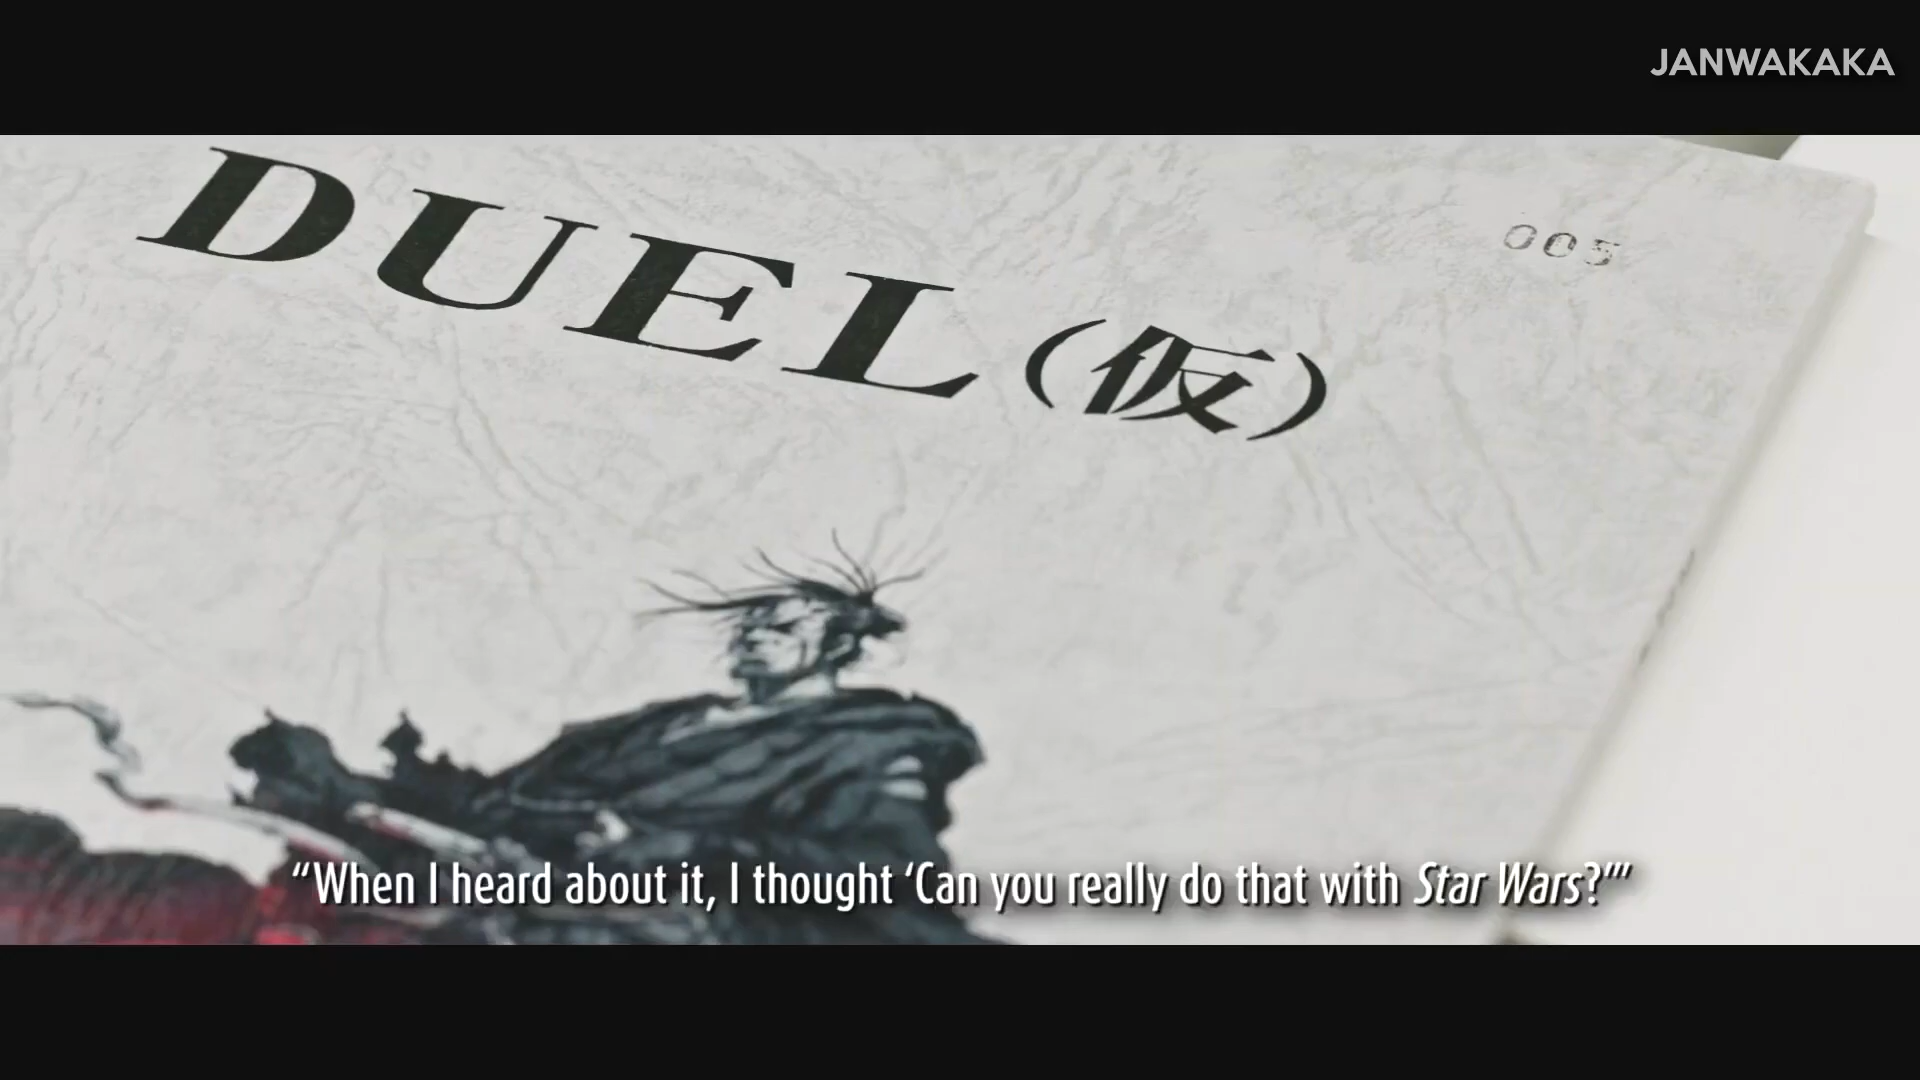 JANWAKAKA
DUEL(仮)
005
“When I heard about it, I thought ‘Can you really do that with Star Wars?’”